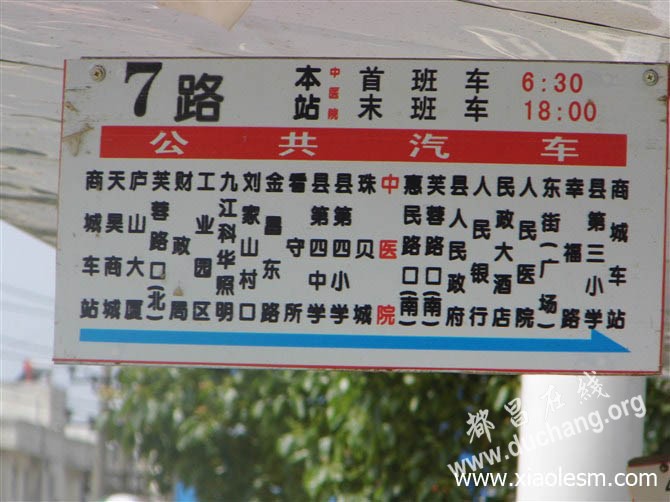 7路
本站
中医院
首班车 6:30
末班车 18:00
公共汽车
商城车站
天昊商城
庐山大厦
芙蓉路口(北)
财政局
工业园区
九江科华照明
刘家山村口
金昌东路
看守所
县第四中学
县第四小学
珠贝城
中医院
惠民路口(南)
芙蓉路口(南)
县人民政府
人民银行
民政大酒店
人民医院
东街(广场)
幸福路
县第三小学
商城车站
都昌在线
www.duchang.org
www.xiaolesm.com